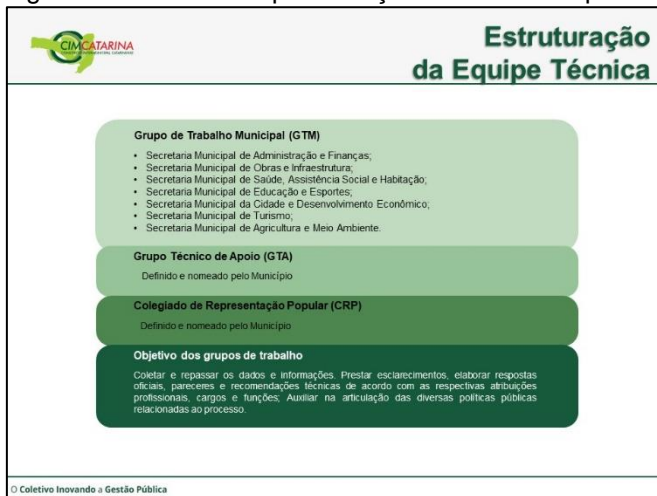 CIMCATARINA
Estruturação
da Equipe Técnica
Grupo de Trabalho Municipal (GTM)
• Secretaria Municipal de Administração e Finanças;
• Secretaria Municipal de Obras e Infraestrutura;
• Secretaria Municipal de Saúde, Assistência Social e Habitação;
• Secretaria Municipal de Educação e Esportes;
• Secretaria Municipal da Cidade e Desenvolvimento Econômico;
• Secretaria Municipal de Turismo;
• Secretaria Municipal de Agricultura e Meio Ambiente.
Grupo Técnico de Apoio (GTA)
Definido e nomeado pelo Município
Colegiado de Representação Popular (CRP)
Definido e nomeado pelo Município
Objetivo dos grupos de trabalho
Coletar e repassar os dados e informações. Prestar esclarecimentos, elaborar respostas
oficiais, pareceres e recomendações técnicas de acordo com as respectivas atribuições
profissionais, cargos e funções; Auxiliar na articulação das diversas políticas públicas
relacionadas ao processo.
O Coletivo Inovando a Gestão Pública